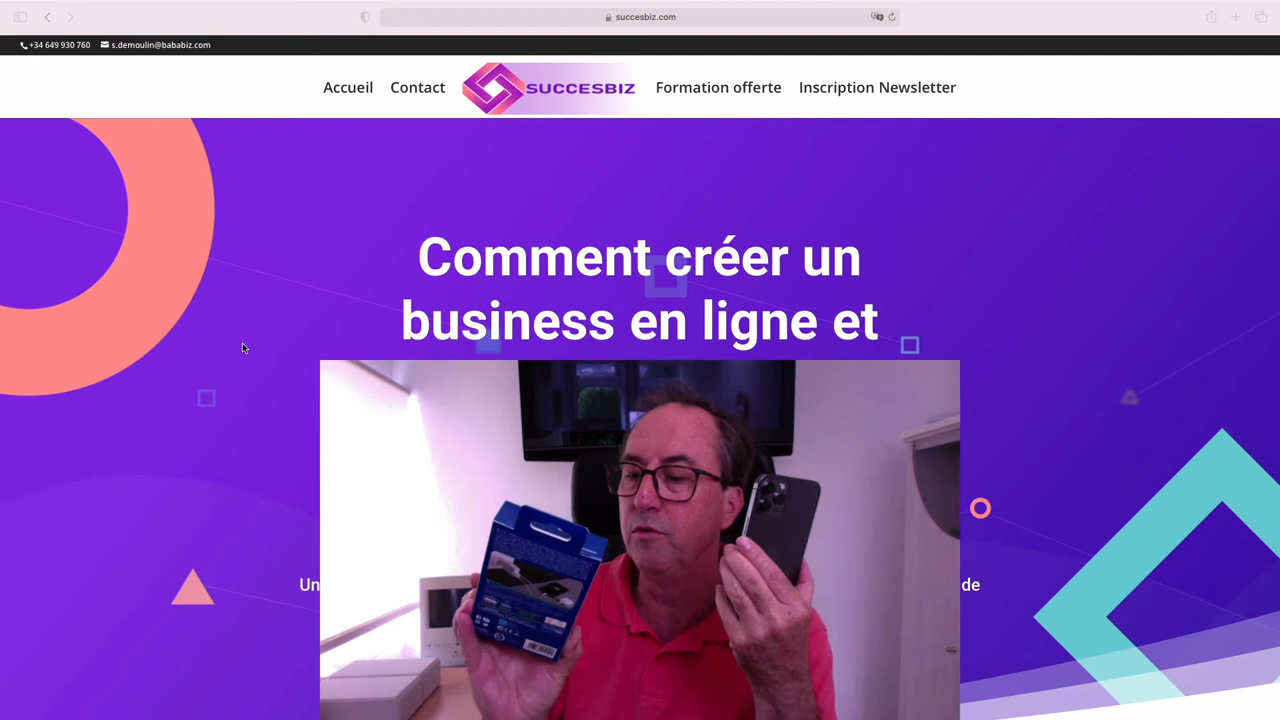 succesbiz.com
+34 649 930 760
s.demoulin@bababiz.com
Accueil
Contact
SUCCESBIZ
Formation offerte
Inscription Newsletter
Comment créer un
business en ligne et
Un
de